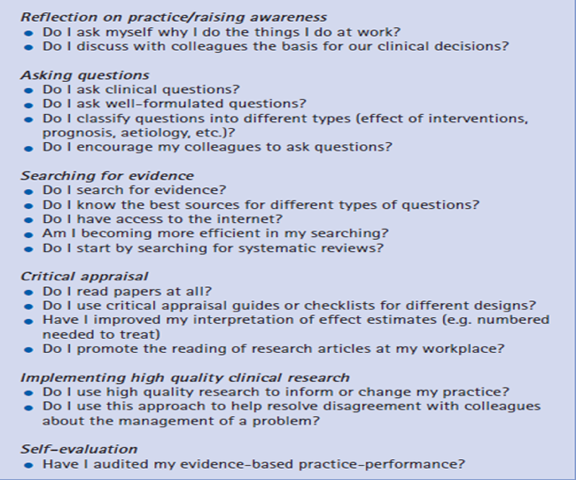 Reflection on practice/raising awareness
• Do I ask myself why I do the things I do at work?
• Do I discuss with colleagues the basis for our clinical decisions?
Asking questions
• Do I ask clinical questions?
• Do I ask well-formulated questions?
• Do I classify questions into different types (effect of interventions,
prognosis, aetiology, etc.)?
• Do I encourage my colleagues to ask questions?
Searching for evidence
• Do I search for evidence?
• Do I know the best sources for different types of questions?
• Do I have access to the internet?
• Am I becoming more efficient in my searching?
• Do I start by searching for systematic reviews?
Critical appraisal
• Do I read papers at all?
• Do I use critical appraisal guides or checklists for different designs?
• Have I improved my interpretation of effect estimates (e.g. numbered
needed to treat)
• Do I promote the reading of research articles at my workplace?
Implementing high quality clinical research
• Do I use high quality research to inform or change my practice?
• Do I use this approach to help resolve disagreement with colleagues
about the management of a problem?
Self-evaluation
• Have I audited my evidence-based practice-performance?